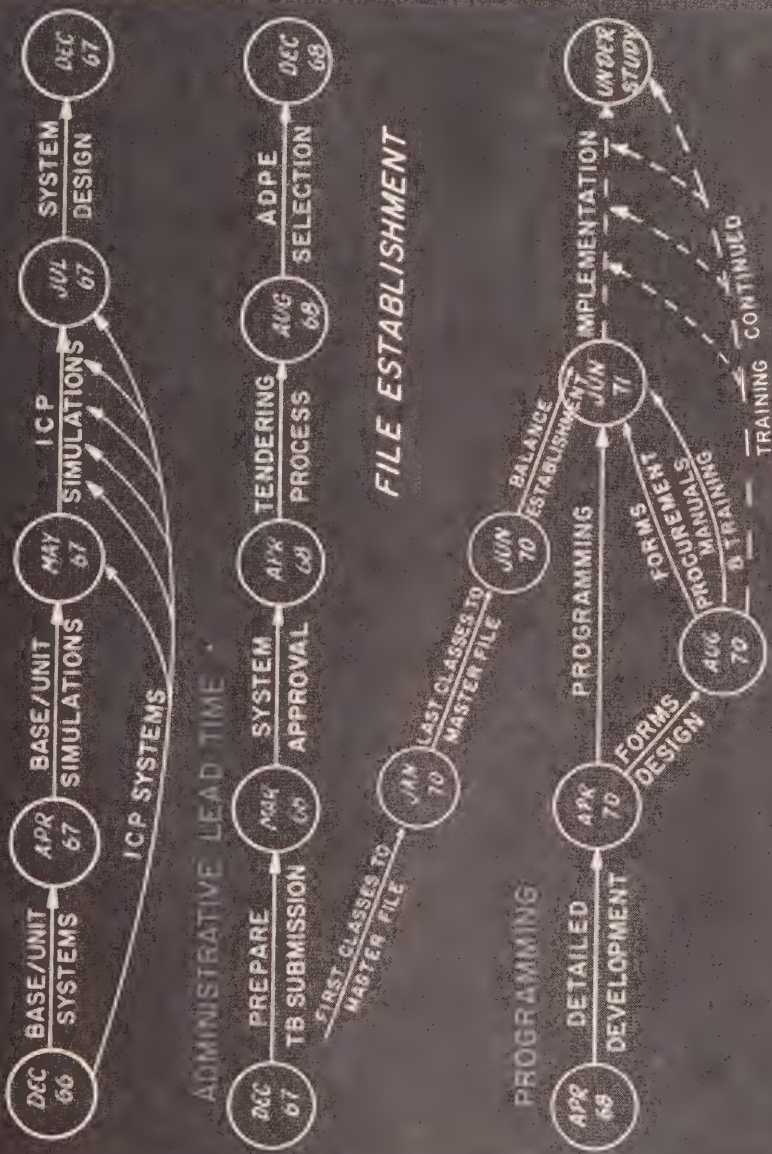 DEC
66
BASE/UNIT
SYSTEMS
APR
67
BASE/UNIT
SIMULATIONS
MAY
67
ICP
SIMULATIONS
JUL
67
SYSTEM
DESIGN
DEC
67
ICP SYSTEMS
ADMINISTRATIVE LEAD TIME
DEC
67
PREPARE
TB SUBMISSION
MAR
68
SYSTEM
APPROVAL
APR
68
TENDERING
PROCESS
AUG
68
ADPE
SELECTION
DEC
68
FILE ESTABLISHMENT
FIRST CLASSES TO
MASTER FILE
JAN
70
LAST CLASSES TO
MASTER FILE
JUN
70
BALANCE
ESTABLISHMENT
PROGRAMMING
APR
68
DETAILED
DEVELOPMENT
APR
70
PROGRAMMING
JUN
71
IMPLEMENTATION
UNDER
STUDY
FORMS
DESIGN
AUG
70
FORMS
PROCUREMENT
MANUALS
& TRAINING
TRAINING CONTINUED